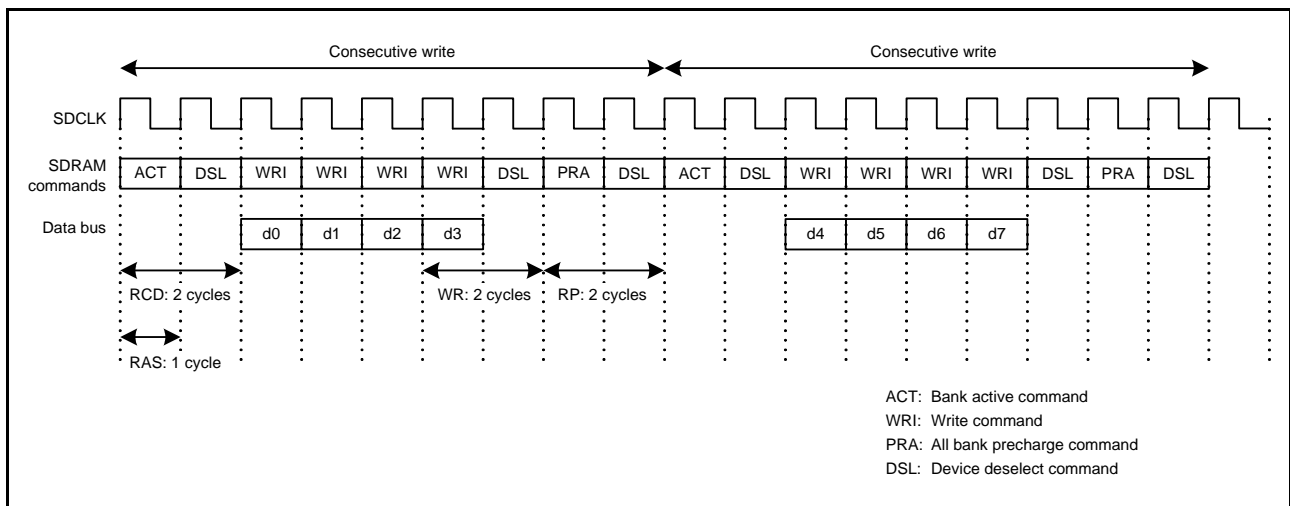 Consecutive write Consecutive write
SDCLK
SDRAM
commands
ACT DSL WRI WRI WRI WRI DSL PRA DSL ACT DSL WRI WRI WRI WRI DSL PRA DSL
Data bus d0 d1 d2 d3 d4 d5 d6 d7
RCD: 2 cycles WR: 2 cycles RP: 2 cycles
RAS: 1 cycle
ACT: Bank active command
WRI: Write command
PRA: All bank precharge command
DSL: Device deselect command